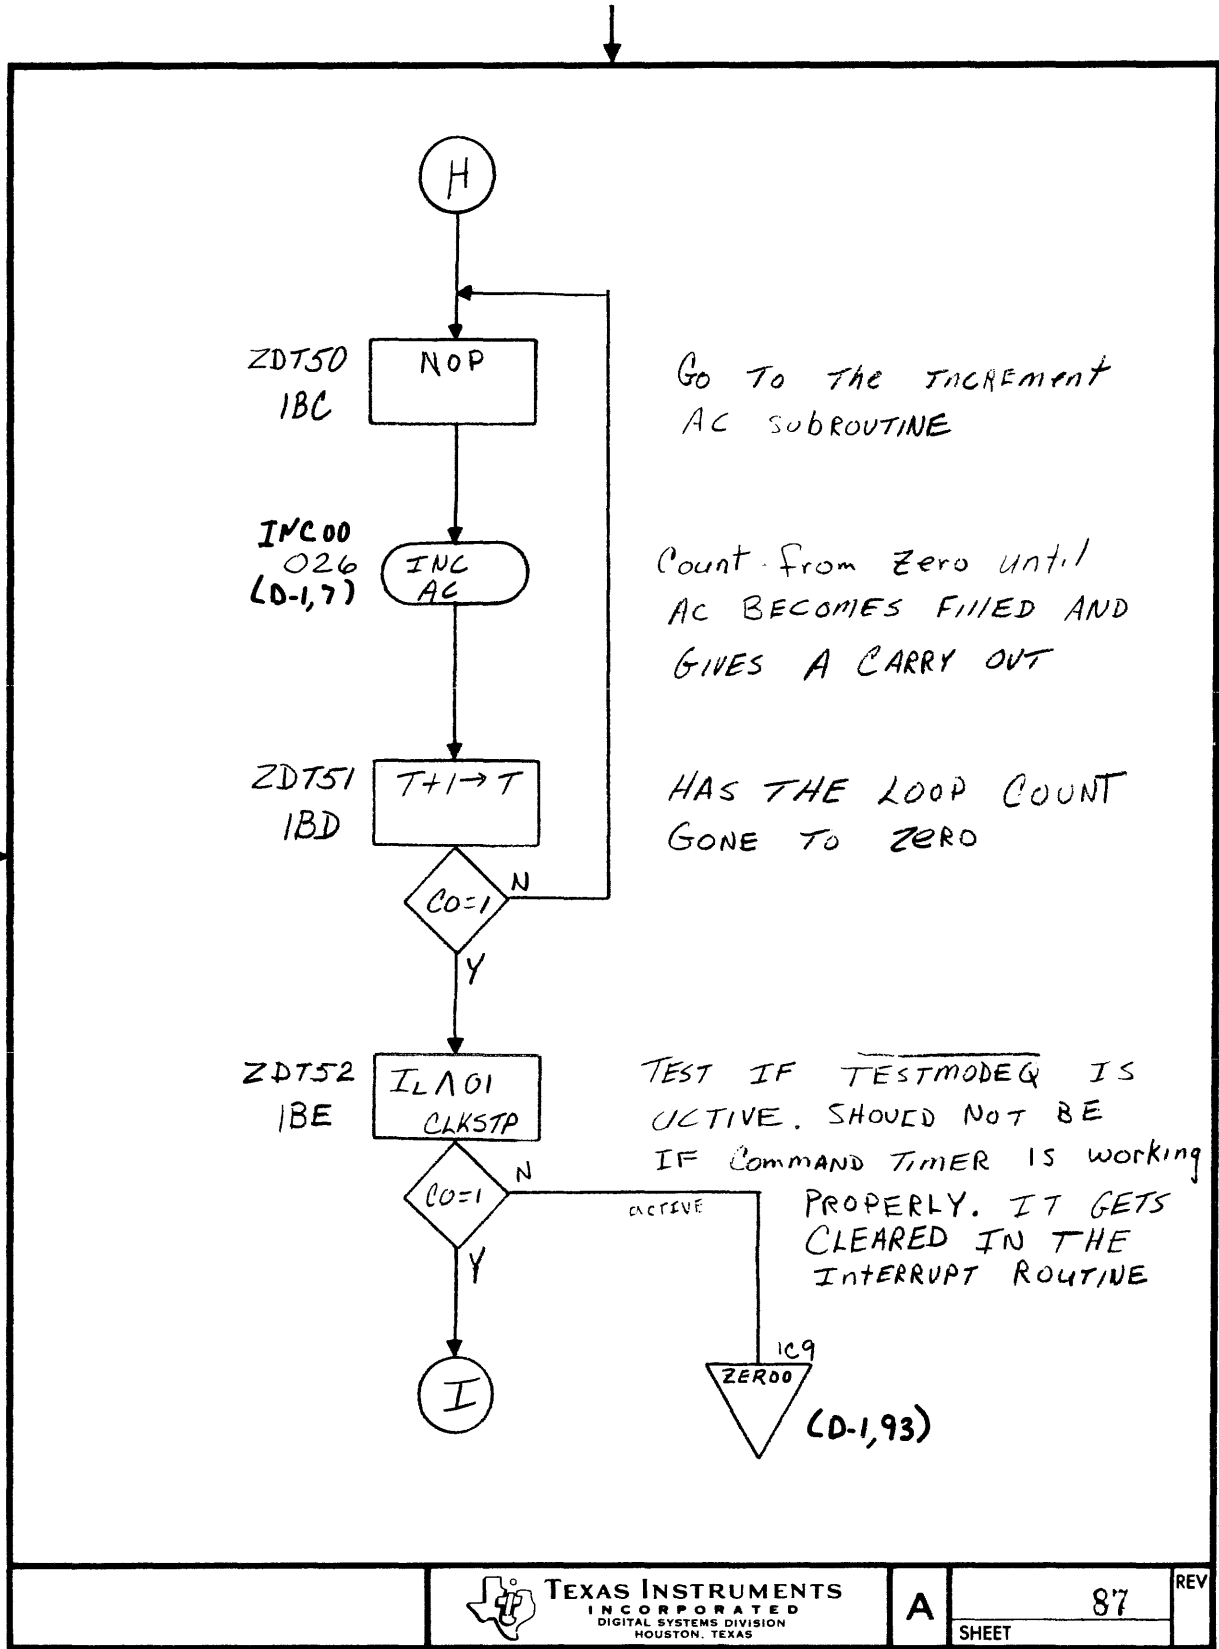 H
ZDT50
1BC
NOP
Go To The INCREMENT
AC SUBROUTINE
INC00
026
(D-1,7)
INC
AC
Count from Zero until
AC BECOMES FILLED AND
GIVES A CARRY OUT
ZDT51
1BD
T+1→T
HAS THE LOOP COUNT
GONE TO ZERO
CO=1
N
Y
ZDT52
1BE
IL∧01
CLKSTP
TEST IF TESTMODEQ IS
ACTIVE. SHOULD NOT BE
IF COMMAND TIMER IS working
PROPERLY. IT GETS
CLEARED IN THE
INTERRUPT ROUTINE
CO=1
N
ACTIVE
Y
I
1C9
ZER00
(D-1,93)
TEXAS INSTRUMENTS
INCORPORATED
DIGITAL SYSTEMS DIVISION
HOUSTON, TEXAS
A
87
SHEET
REV